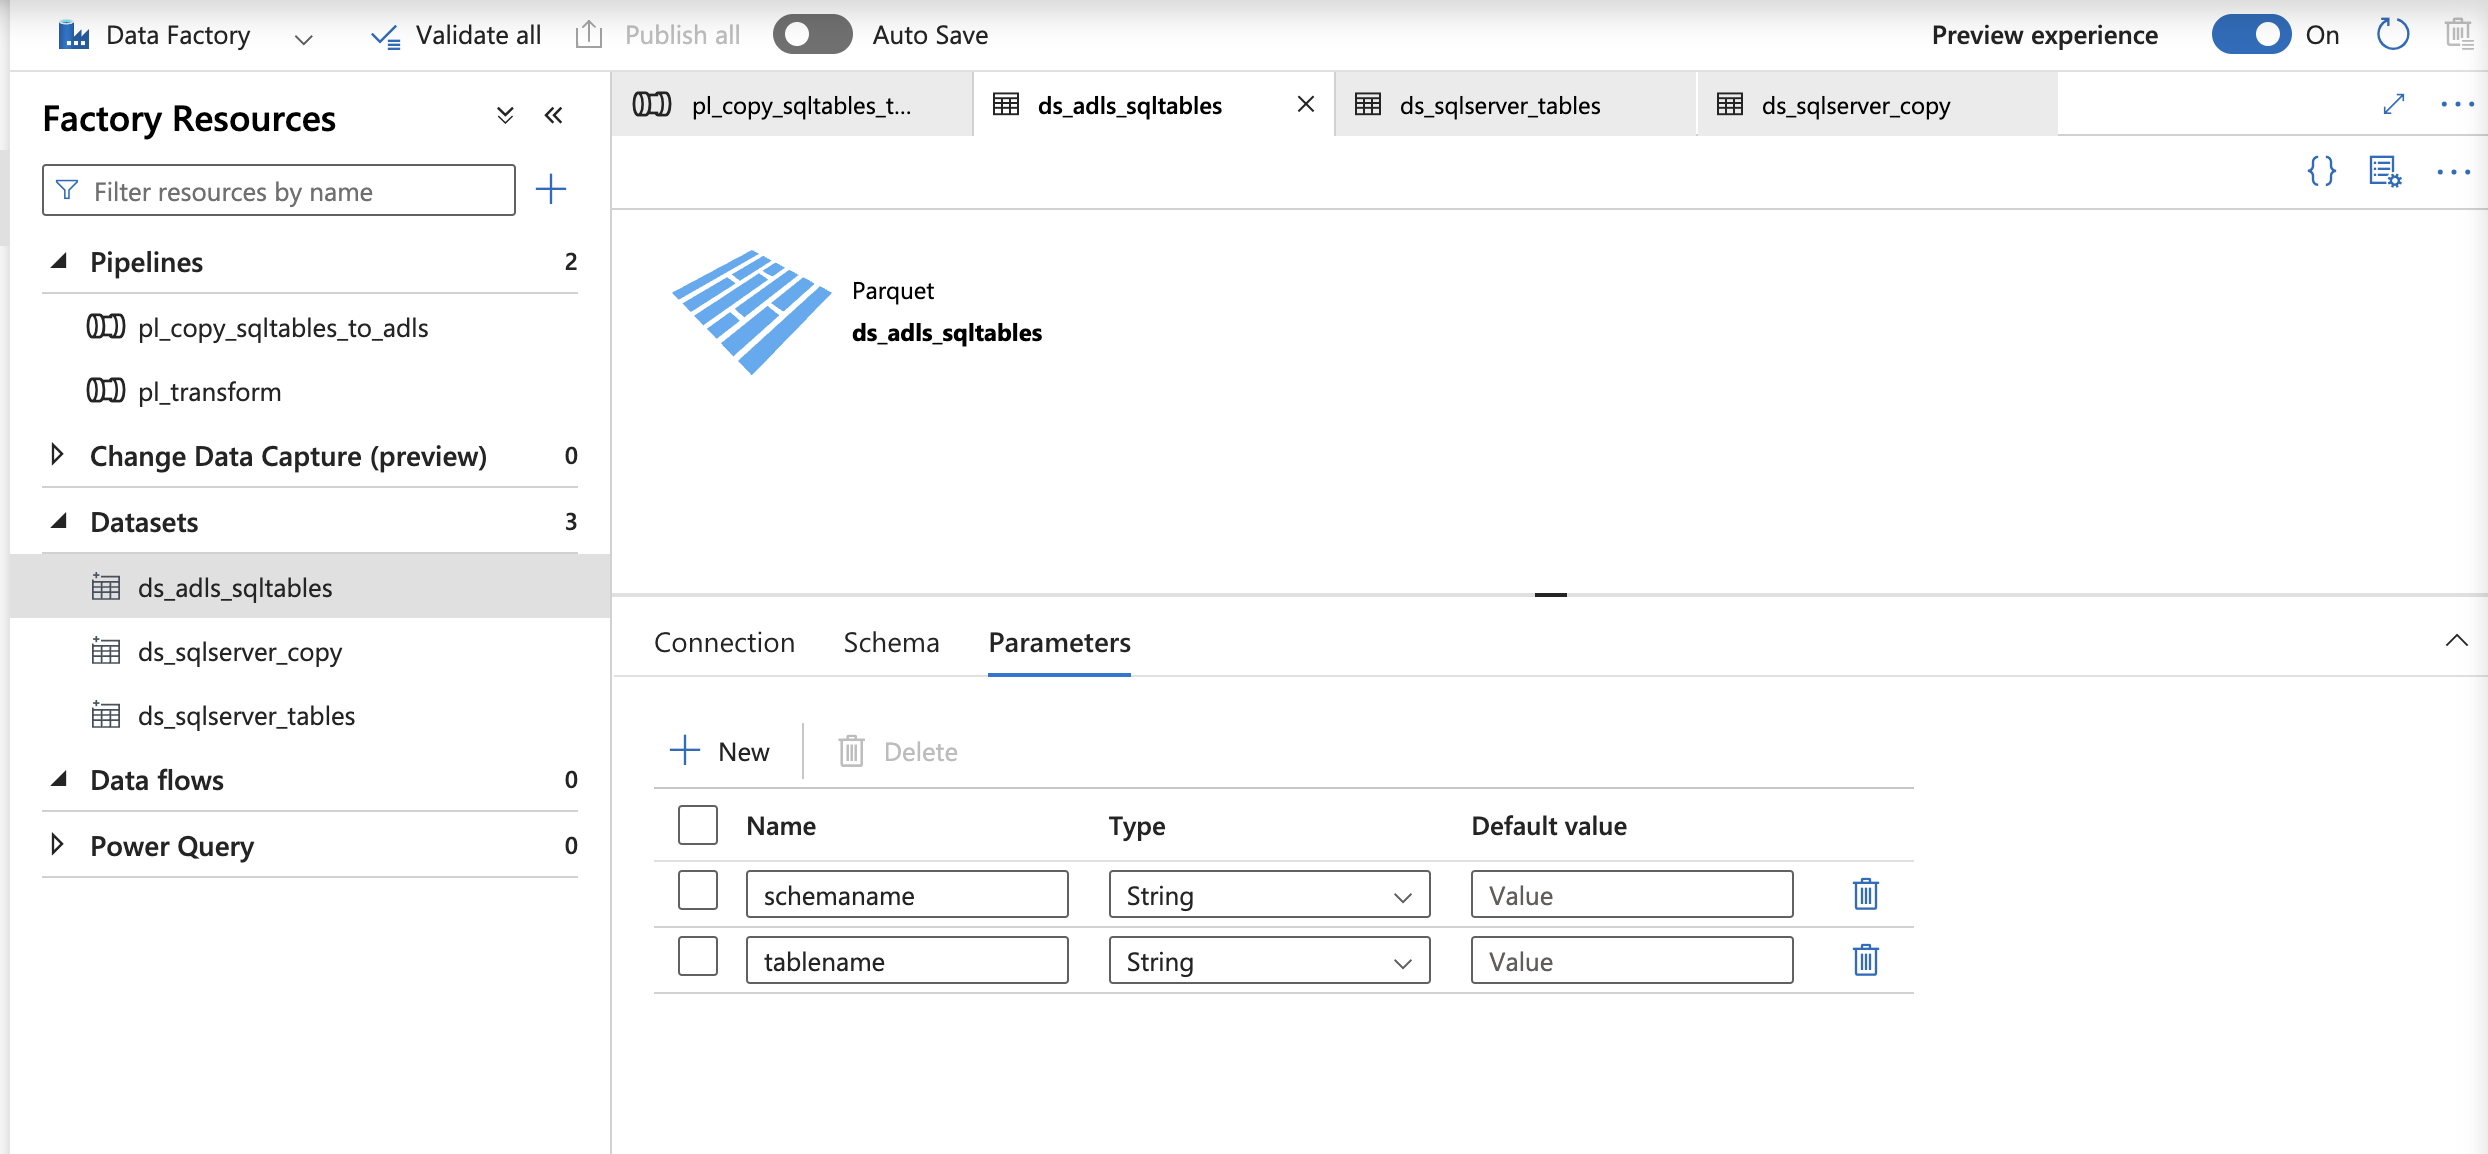 Data Factory Validate all Publish all Auto Save Preview experience On
Factory Resources
Filter resources by name
Pipelines 2
pl_copy_sqltables_to_adls
pl_transform
Change Data Capture (preview) 0
Datasets 3
ds_adls_sqltables
ds_sqlserver_copy
ds_sqlserver_tables
Data flows 0
Power Query 0
pl_copy_sqltables_t... ds_adls_sqltables ds_sqlserver_tables ds_sqlserver_copy
Parquet
ds_adls_sqltables
Connection Schema Parameters
New Delete
Name Type Default value
schemaname String Value
tablename String Value